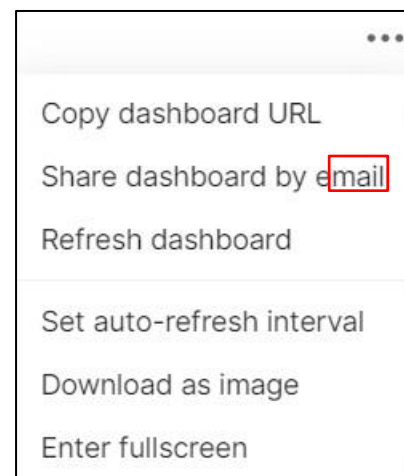 Copy dashboard URL
Share dashboard by email
Refresh dashboard
Set auto-refresh interval
Download as image
Enter fullscreen